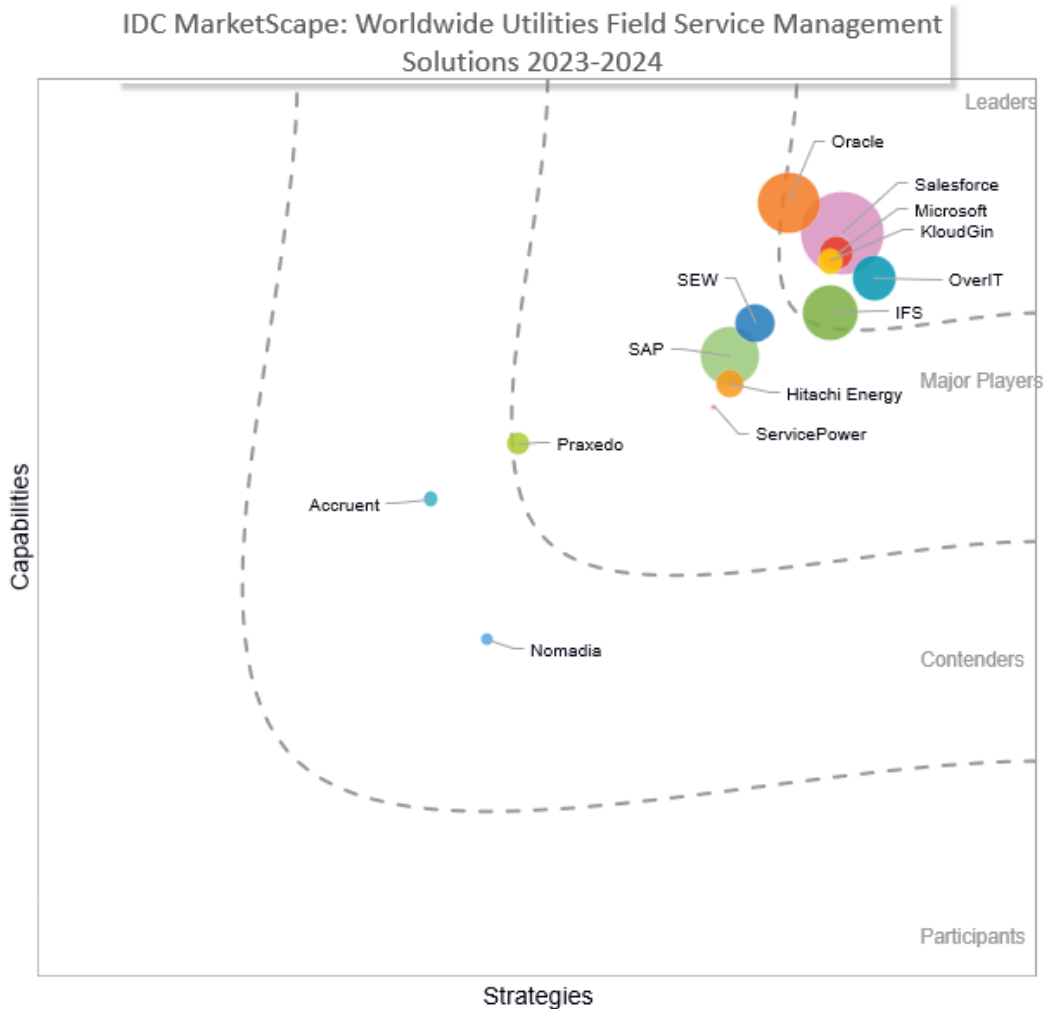 IDC MarketScape: Worldwide Utilities Field Service Management
Solutions 2023-2024
Leaders
Oracle
Salesforce
Microsoft
KloudGin
SEW
OverIT
IFS
SAP
Major Players
Hitachi Energy
ServicePower
Praxedo
Accruent
Capabilities
Nomadia
Contenders
Participants
Strategies